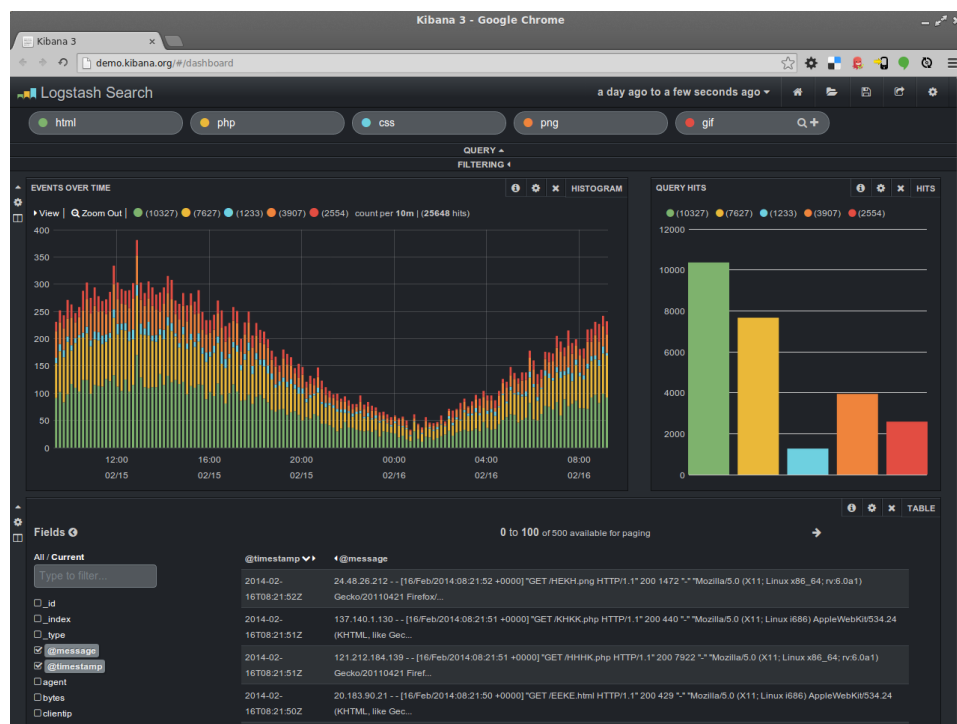 Kibana 3 - Google Chrome
Kibana 3
demo.kibana.org/#/dashboard
Logstash Search
a day ago to a few seconds ago
html
php
css
png
gif
QUERY
FILTERING
EVENTS OVER TIME
HISTOGRAM
View | Zoom Out | (10327) (7627) (1233) (3907) (2554) count per 10m | (25648 hits)
400
350
300
250
200
150
100
50
0
12:00 16:00 20:00 00:00 04:00 08:00
02/15 02/15 02/15 02/16 02/16 02/16
QUERY HITS
HITS
(10327) (7627) (1233) (3907) (2554)
12000
10000
8000
6000
4000
2000
0
TABLE
Fields
0 to 100 of 500 available for paging
All / Current
Type to filter...
_id
_index
_type
@message
@timestamp
agent
bytes
clientip
@timestamp @message
2014-02- 24.48.26.212 - - [16/Feb/2014:08:21:52 +0000] "GET /HEKH.png HTTP/1.1" 200 1472 "-" "Mozilla/5.0 (X11; Linux x86_64; rv:6.0a1)
16T08:21:52Z Gecko/20110421 Firefox/...
2014-02- 137.140.1.130 - - [16/Feb/2014:08:21:51 +0000] "GET /KHKK.php HTTP/1.1" 200 440 "-" "Mozilla/5.0 (X11; Linux i686) AppleWebKit/534.24
16T08:21:51Z (KHTML, like Gec...
2014-02- 121.212.184.139 - - [16/Feb/2014:08:21:51 +0000] "GET /HHHK.php HTTP/1.1" 200 7922 "-" "Mozilla/5.0 (X11; Linux x86_64; rv:6.0a1)
16T08:21:51Z Gecko/20110421 Firef...
2014-02- 20.183.90.21 - - [16/Feb/2014:08:21:50 +0000] "GET /EEKE.html HTTP/1.1" 200 429 "-" "Mozilla/5.0 (X11; Linux i686) AppleWebKit/534.24
16T08:21:50Z (KHTML, like Gec...